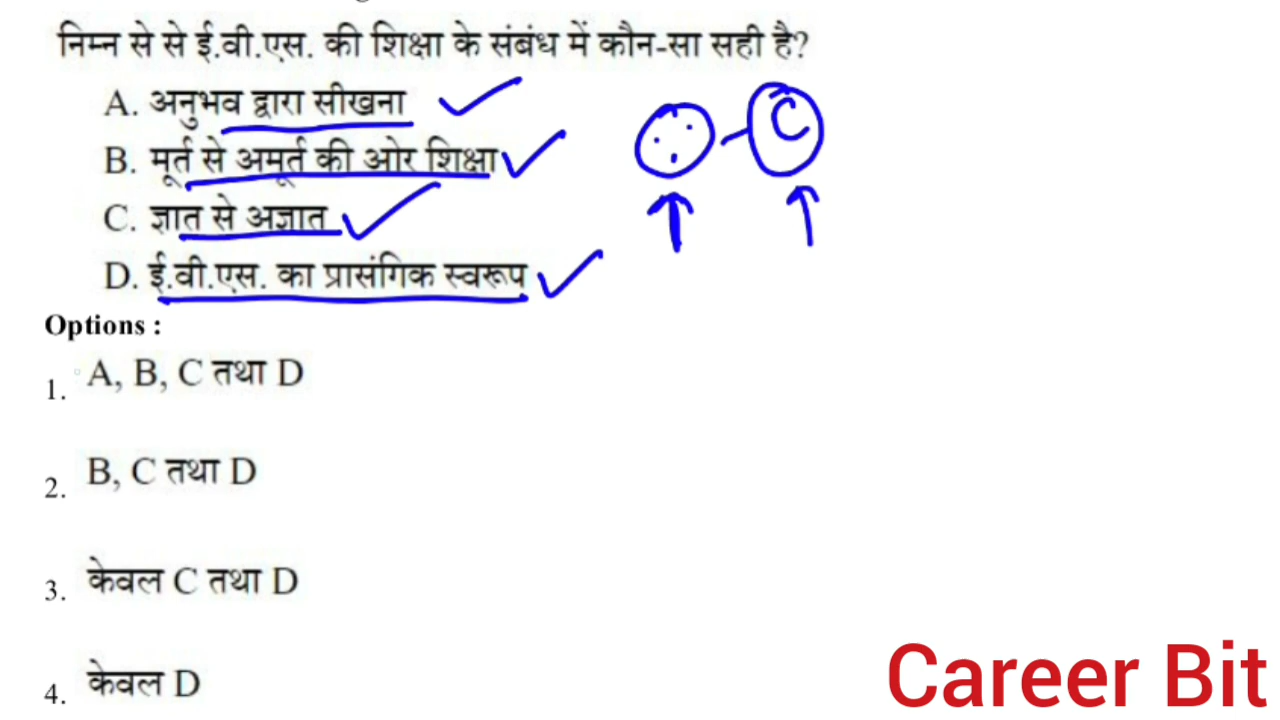 निम्न से से ई.वी.एस. की शिक्षा के संबंध में कौन-सा सही है?
A. अनुभव द्वारा सीखना
B. मूर्त से अमूर्त की ओर शिक्षा
C. ज्ञात से अज्ञात
D. ई.वी.एस. का प्रासंगिक स्वरूप
C
Options :
1. A, B, C तथा D
2. B, C तथा D
3. केवल C तथा D
4. केवल D
Career Bit